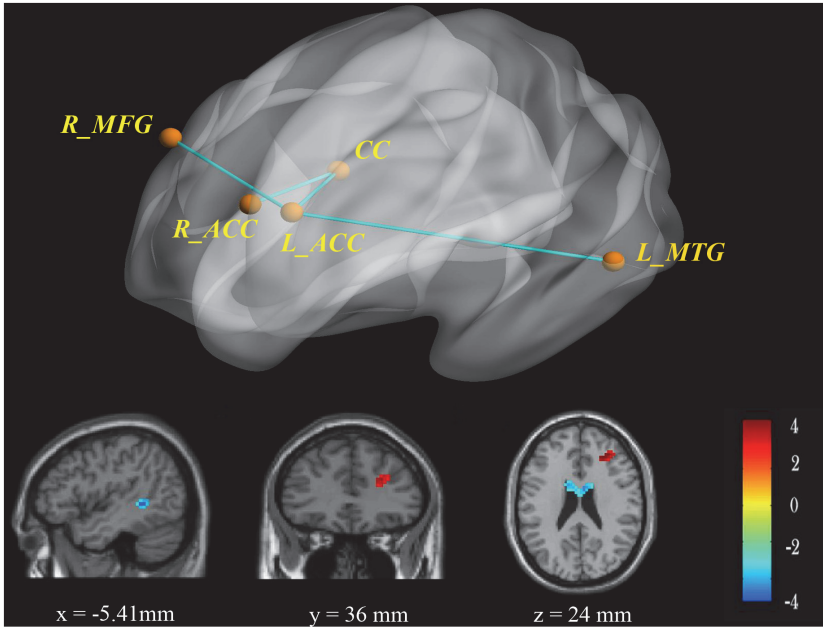 R_MFG
CC
R_ACC
L_ACC
L_MTG
4
2
0
-2
-4
x = -5.41mm
y = 36 mm
z = 24 mm